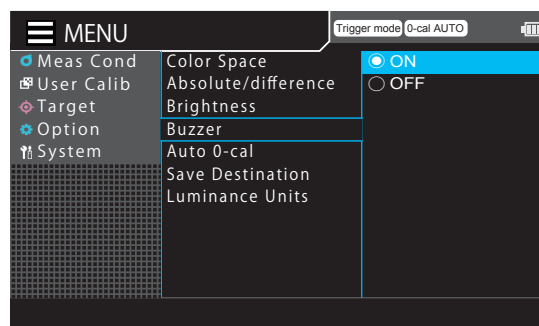 MENU
Trigger mode 0-cal AUTO
Meas Cond
User Calib
Target
Option
System
Color Space
Absolute/difference
Brightness
Buzzer
Auto 0-cal
Save Destination
Luminance Units
ON
OFF